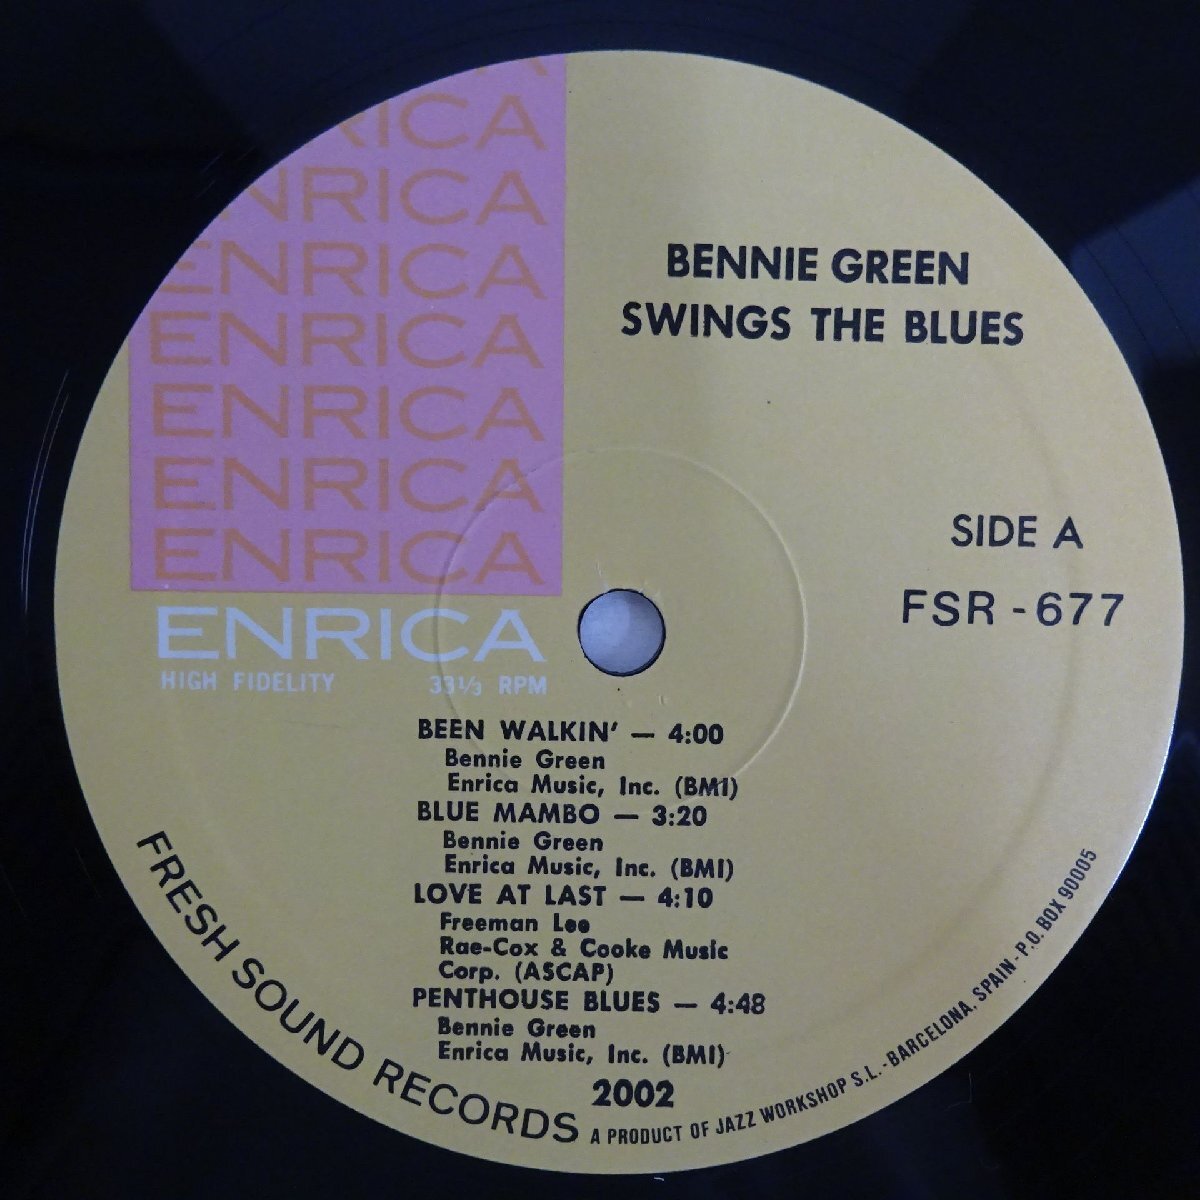 ENRICA
ENRICA
ENRICA
ENRICA
ENRICA
ENRICA
ENRICA
ENRICA
HIGH FIDELITY 33 1/3 RPM
BENNIE GREEN
SWINGS THE BLUES
SIDE A
FSR - 677
BEEN WALKIN' — 4:00
Bennie Green
Enrica Music, Inc. (BMI)
BLUE MAMBO — 3:20
Bennie Green
Enrica Music, Inc. (BMI)
LOVE AT LAST — 4:10
Freeman Lee
Rae-Cox & Cooke Music
Corp. (ASCAP)
PENTHOUSE BLUES — 4:48
Bennie Green
Enrica Music, Inc. (BMI)
2002
FRESH SOUND RECORDS
A PRODUCT OF JAZZ WORKSHOP S.L. - BARCELONA, SPAIN - P.O. BOX 90005